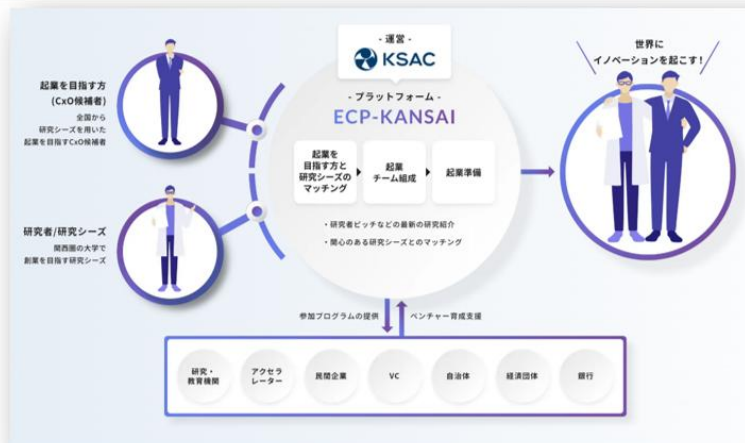 起業を目指す方
(CxO候補者)
全国から
研究シーズを用いた
起業を目指すCxO候補者
研究者/研究シーズ
関西圏の大学で
創業を目指す研究シーズ
- 運営 -
KSAC
- プラットフォーム -
ECP-KANSAI
起業を
目指す方と
研究シーズの
マッチング
起業
チーム組成
起業準備
・研究者ピッチなどの最新の研究紹介
・関心のある研究シーズとのマッチング
世界に
イノベーションを起こす！
参加プログラムの提供
ベンチャー育成支援
研究・
教育機関
アクセラ
レーター
民間企業
VC
自治体
経済団体
銀行